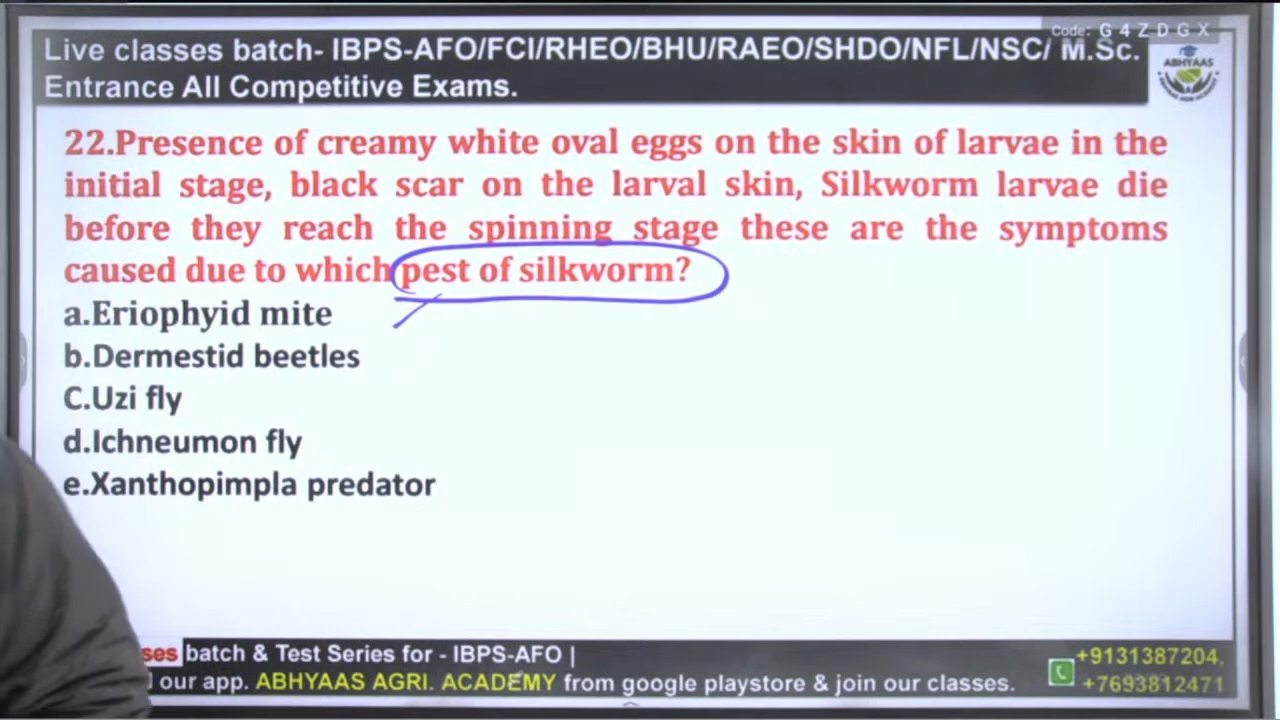 Code: G 4 Z D G X
Live classes batch- IBPS-AFO/FCI/RHEO/BHU/RAEO/SHDO/NFL/NSC/ M.Sc.
Entrance All Competitive Exams.
ABHYAAS
22.Presence of creamy white oval eggs on the skin of larvae in the
initial stage, black scar on the larval skin, Silkworm larvae die
before they reach the spinning stage these are the symptoms
caused due to which pest of silkworm?
a.Eriophyid mite
b.Dermestid beetles
C.Uzi fly
d.Ichneumon fly
e.Xanthopimpla predator
ses batch & Test Series for - IBPS-AFO |
our app. ABHYAAS AGRI. ACADEMY from google playstore & join our classes.
+9131387204,
+7693812471